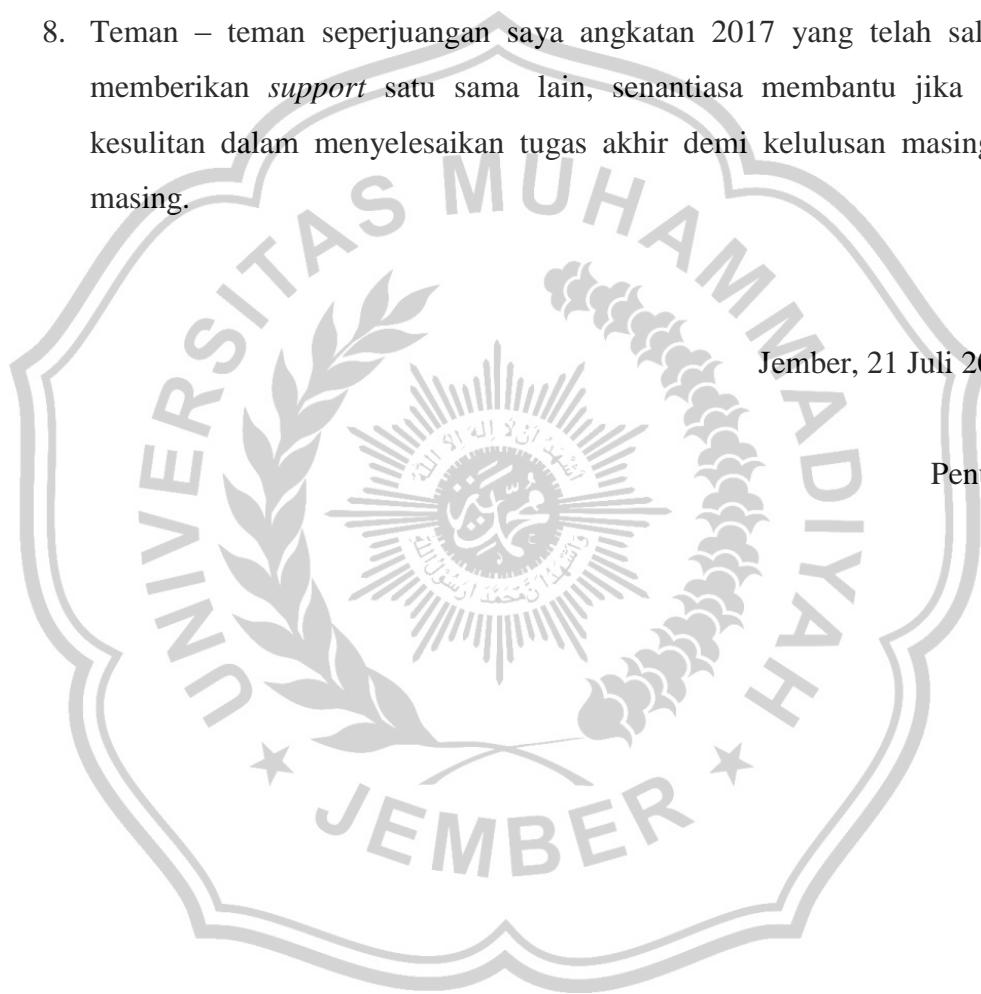 8. Teman – teman seperjuangan saya angkatan 2017 yang telah sal
memberikan support satu sama lain, senantiasa membantu jika
kesulitan dalam menyelesaikan tugas akhir demi kelulusan masing
masing.
Jember, 21 Juli 20
Penu
UNIVERSITAS MUHAMMADIYAH
JEMBER